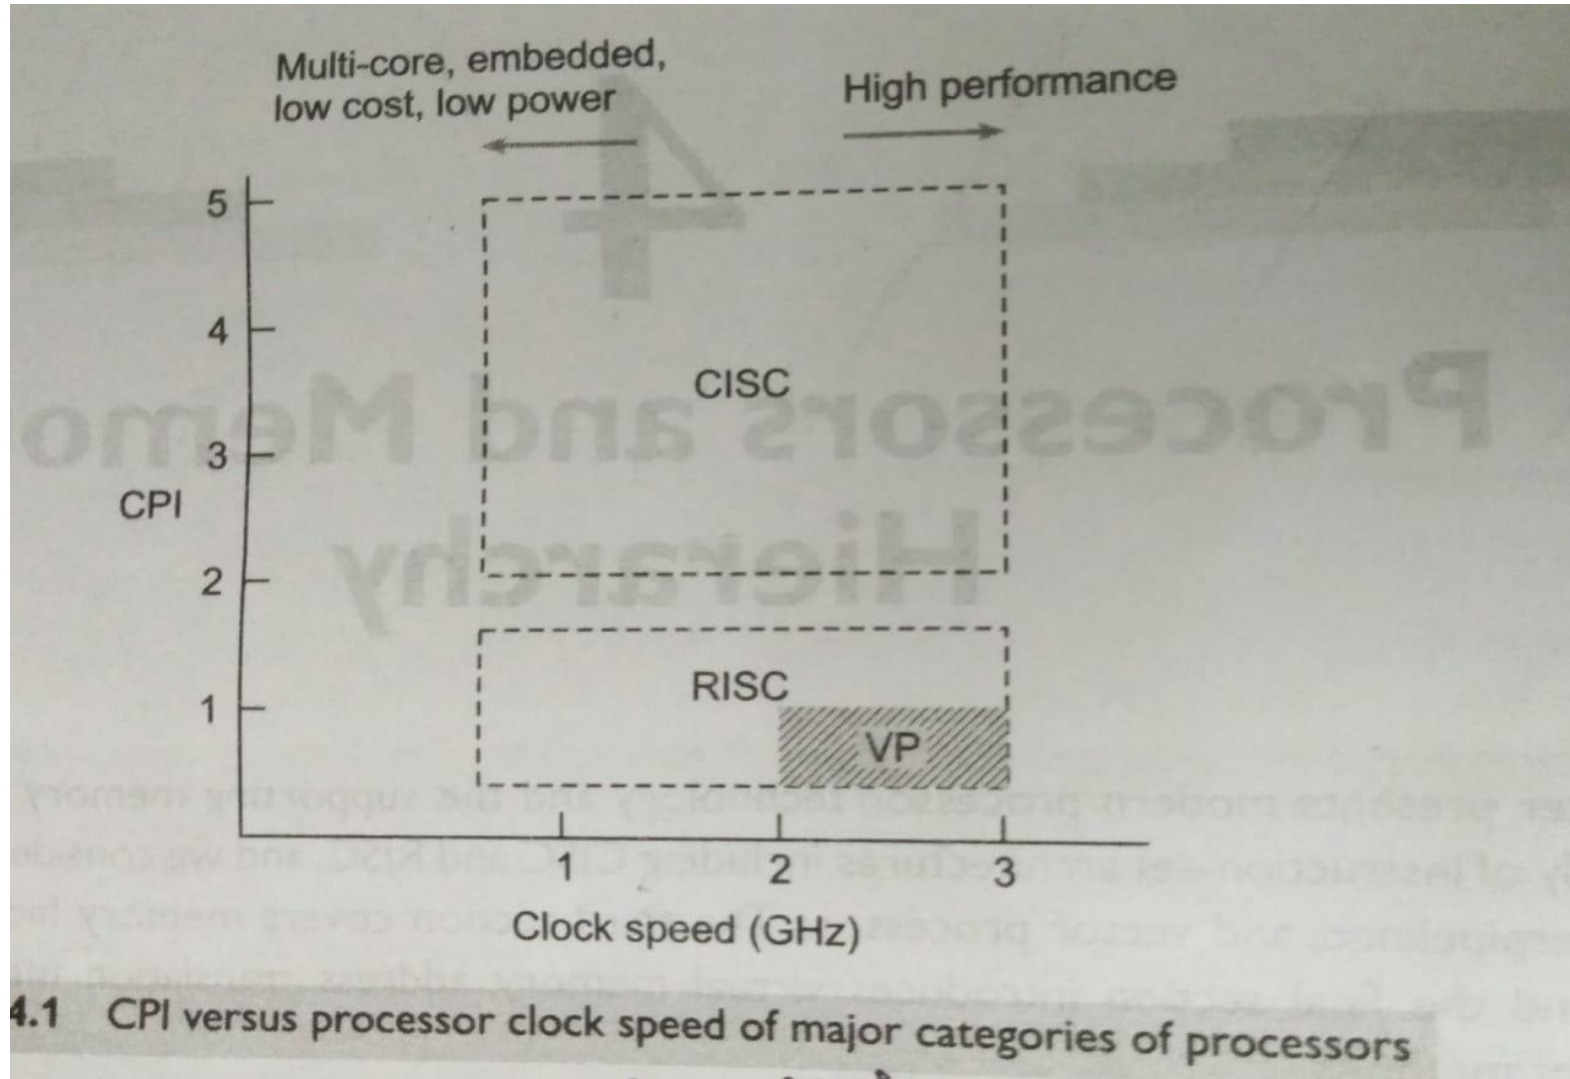 Multi-core, embedded,
low cost, low power
High performance
5
4
3
CPI
2
1
CISC
RISC
VP
1 2 3
Clock speed (GHz)
4.1 CPI versus processor clock speed of major categories of processors